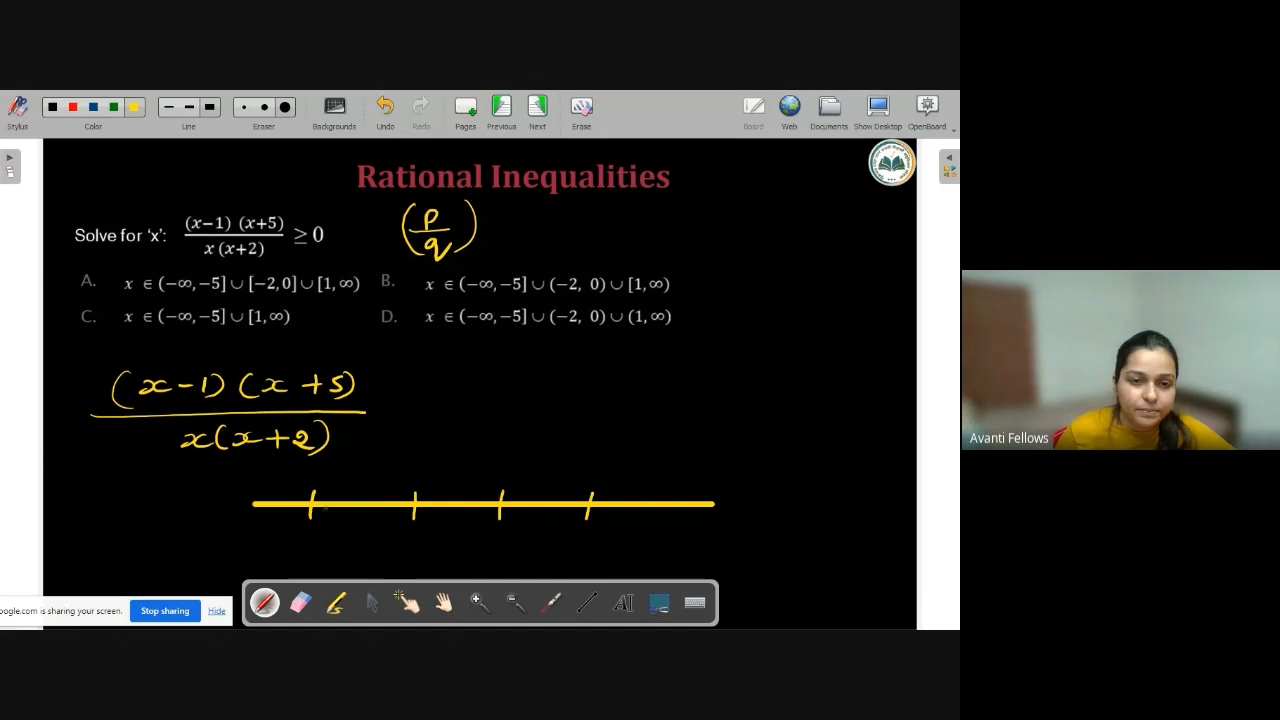 Stylus Color Line Eraser Backgrounds Undo Redo Pages Previous Next Erase Board Web Documents Show Desktop OpenBoard
Rational Inequalities
Solve for ‘x’: (x−1) (x+5) / x (x+2) ≥ 0
(p/q)
A. x ∈ (−∞, −5] ∪ [−2, 0] ∪ [1, ∞) B. x ∈ (−∞, −5] ∪ (−2, 0) ∪ [1, ∞)
C. x ∈ (−∞, −5] ∪ [1, ∞) D. x ∈ (−∞, −5] ∪ (−2, 0) ∪ (1, ∞)
(x−1) (x+5)
x(x+2)
Avanti Fellows
oogle.com is sharing your screen. Stop sharing Hide
AI